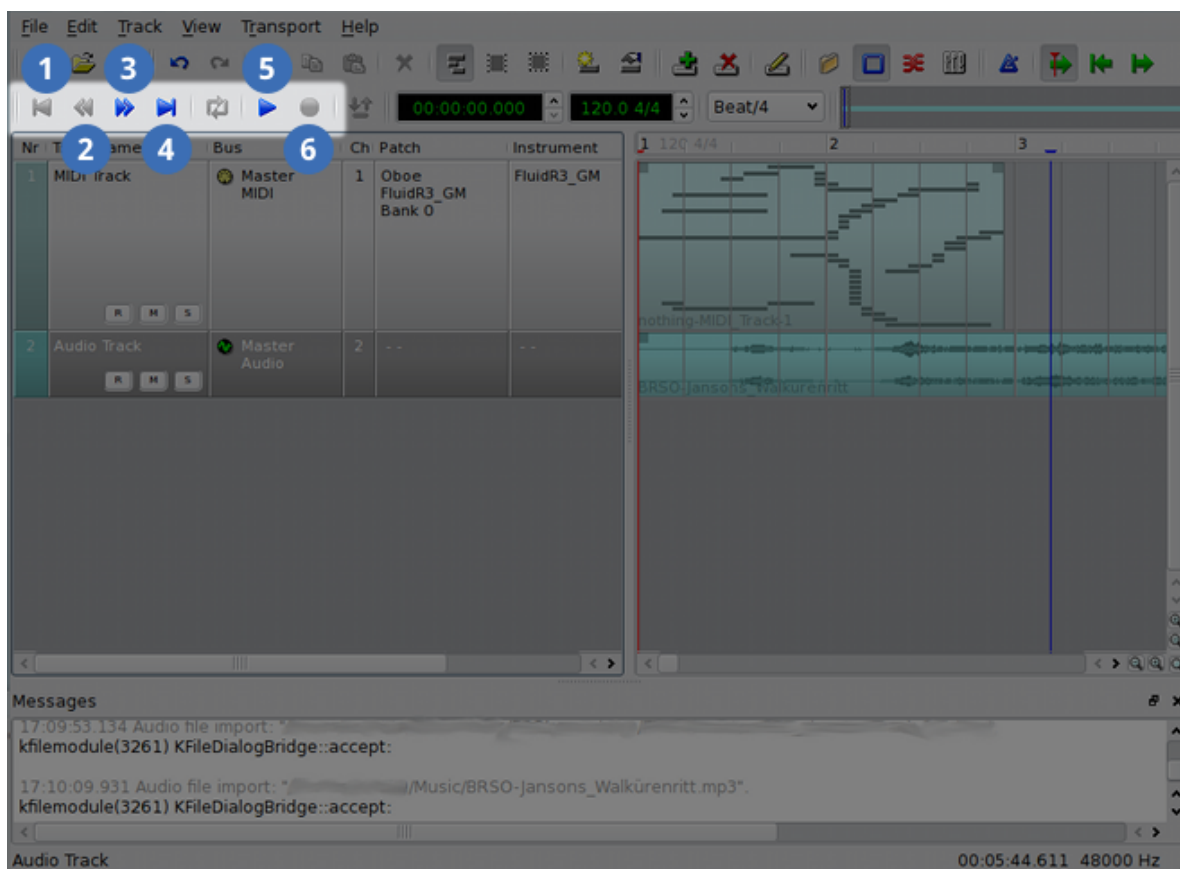 File Edit Track View Transport Help
1 3 5
00:00:00.000 120.0 4/4 Beat/4
2 4 6
Nr Bus Ch Patch Instrument
1 120 4/4 2 3
1 MIDI Track Master 1 Oboe FluidR3_GM
MIDI FluidR3_GM
Bank 0
R M S
nothing-MIDI_Track-1
2 Audio Track Master 2 - - - -
Audio
R M S
BRSO-Jansons_Walkürenritt
Messages
17:09:53.134 Audio file import: "
kfilemodule(3261) KFileDialogBridge::accept:
17:10:09.931 Audio file import: "/Music/BRSO-Jansons_Walkürenritt.mp3".
kfilemodule(3261) KFileDialogBridge::accept:
Audio Track 00:05:44.611 48000 Hz